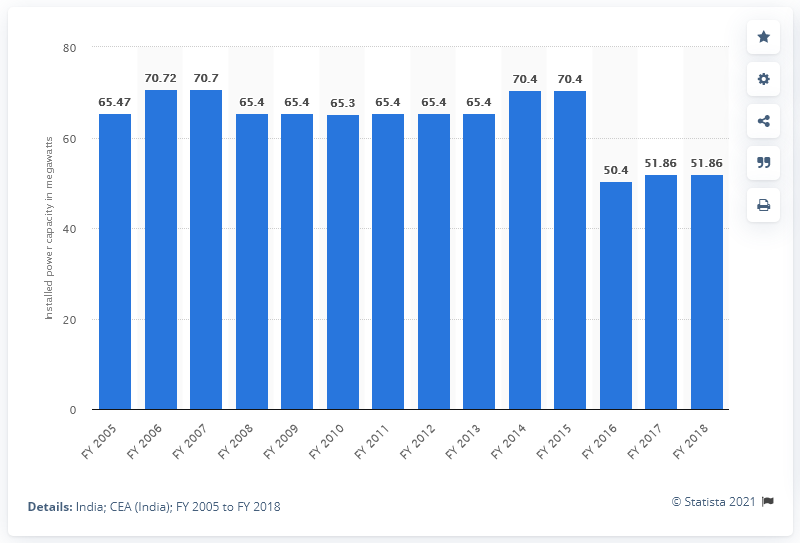 80
60
40
20
0
Installed power capacity in megawatts
65.47
70.72
70.7
65.4
65.4
65.3
65.4
65.4
65.4
70.4
70.4
50.4
51.86
51.86
FY 2005
FY 2006
FY 2007
FY 2008
FY 2009
FY 2010
FY 2011
FY 2012
FY 2013
FY 2014
FY 2015
FY 2016
FY 2017
FY 2018
Details: India; CEA (India); FY 2005 to FY 2018
© Statista 2021